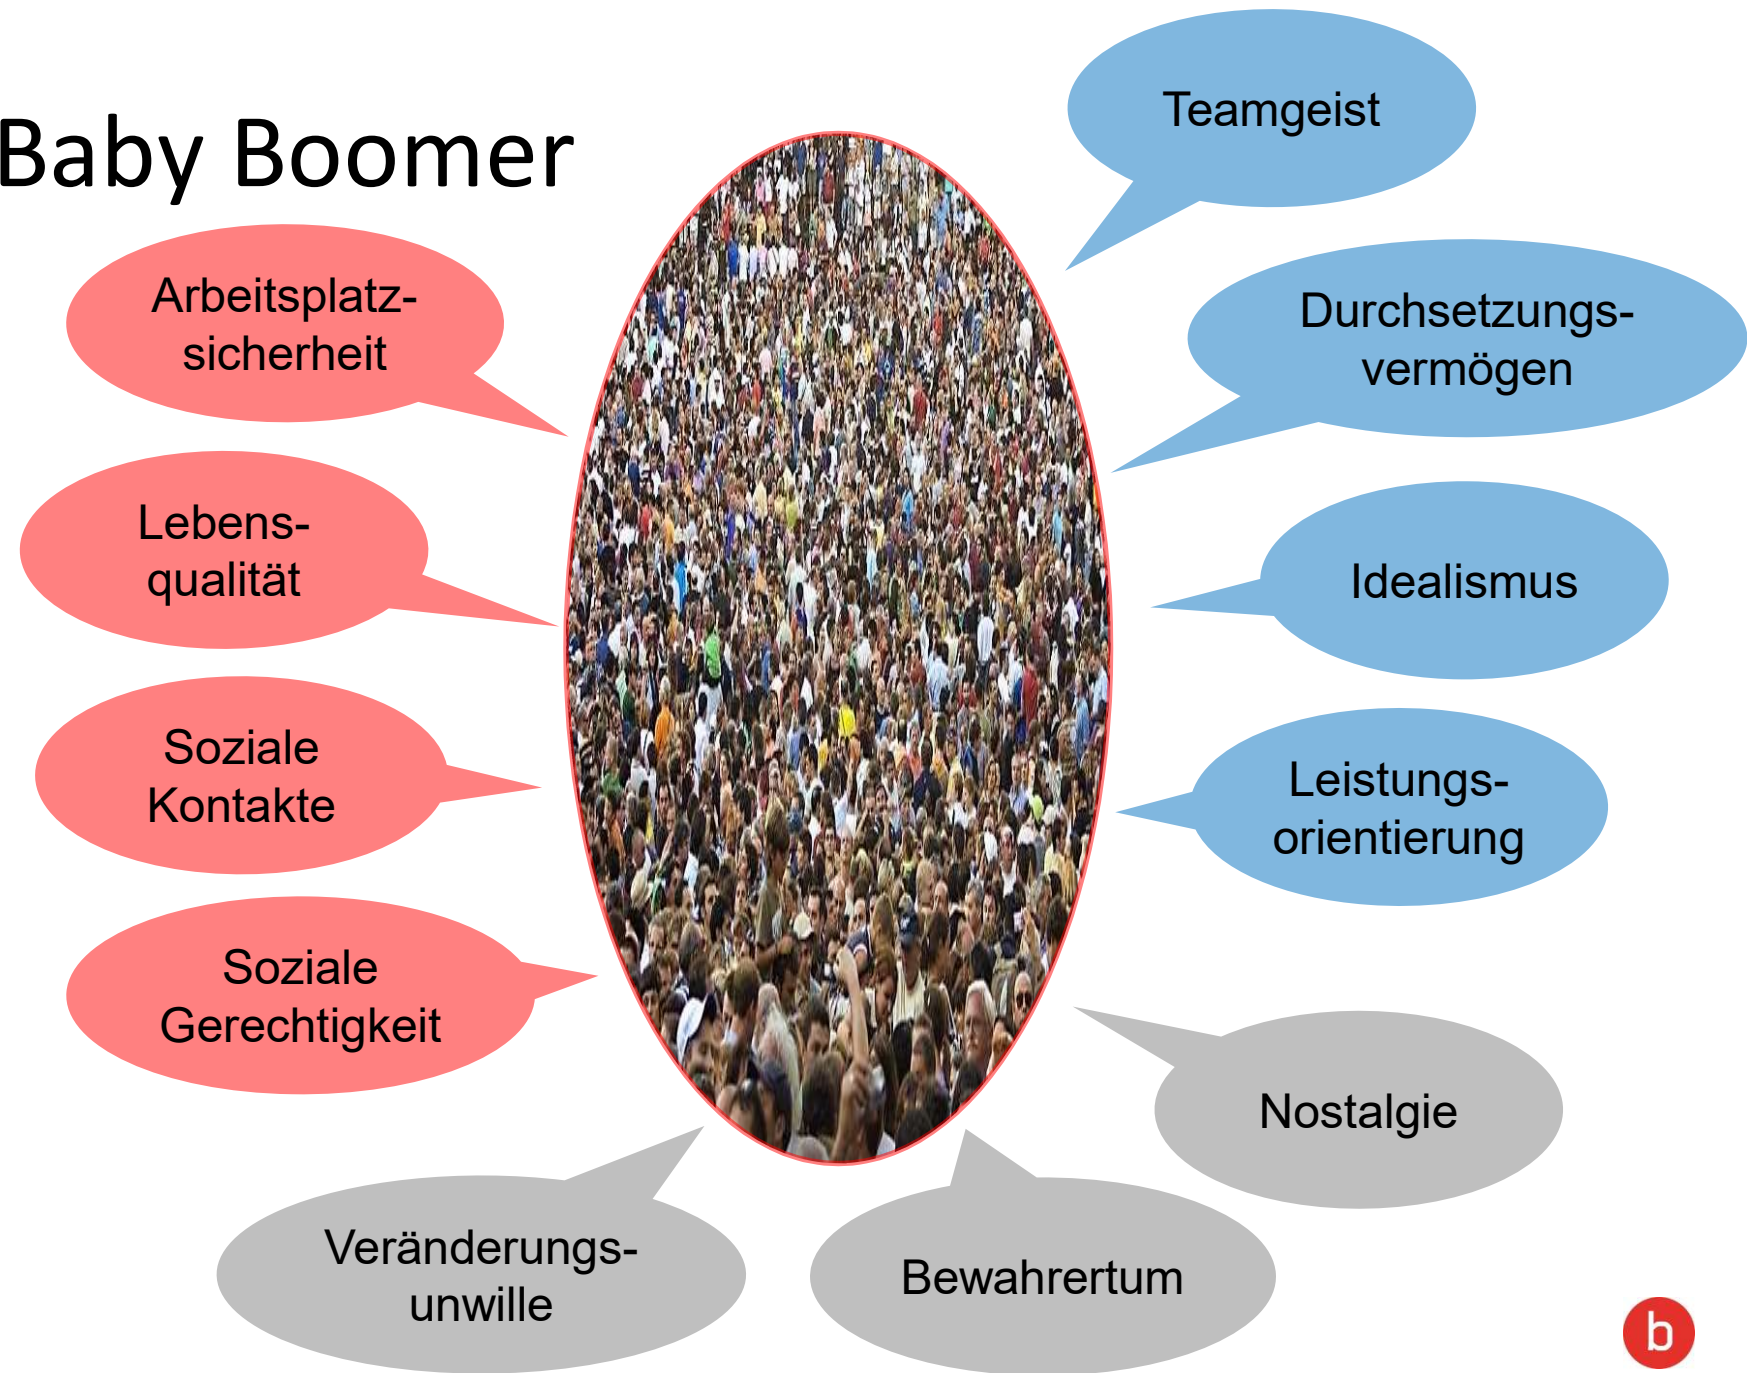 Baby Boomer
Teamgeist
Arbeitsplatz-
sicherheit
Durchsetzungs-
vermögen
Lebens-
qualität
Idealismus
Soziale
Kontakte
Leistungs-
orientierung
Soziale
Gerechtigkeit
Nostalgie
Veränderungs-
unwille
Bewahrertum
b